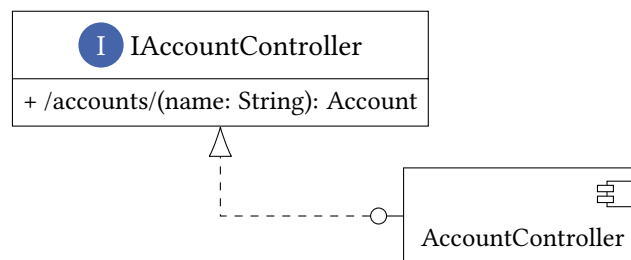 I IAccountController
+ /accounts/(name: String): Account
AccountController